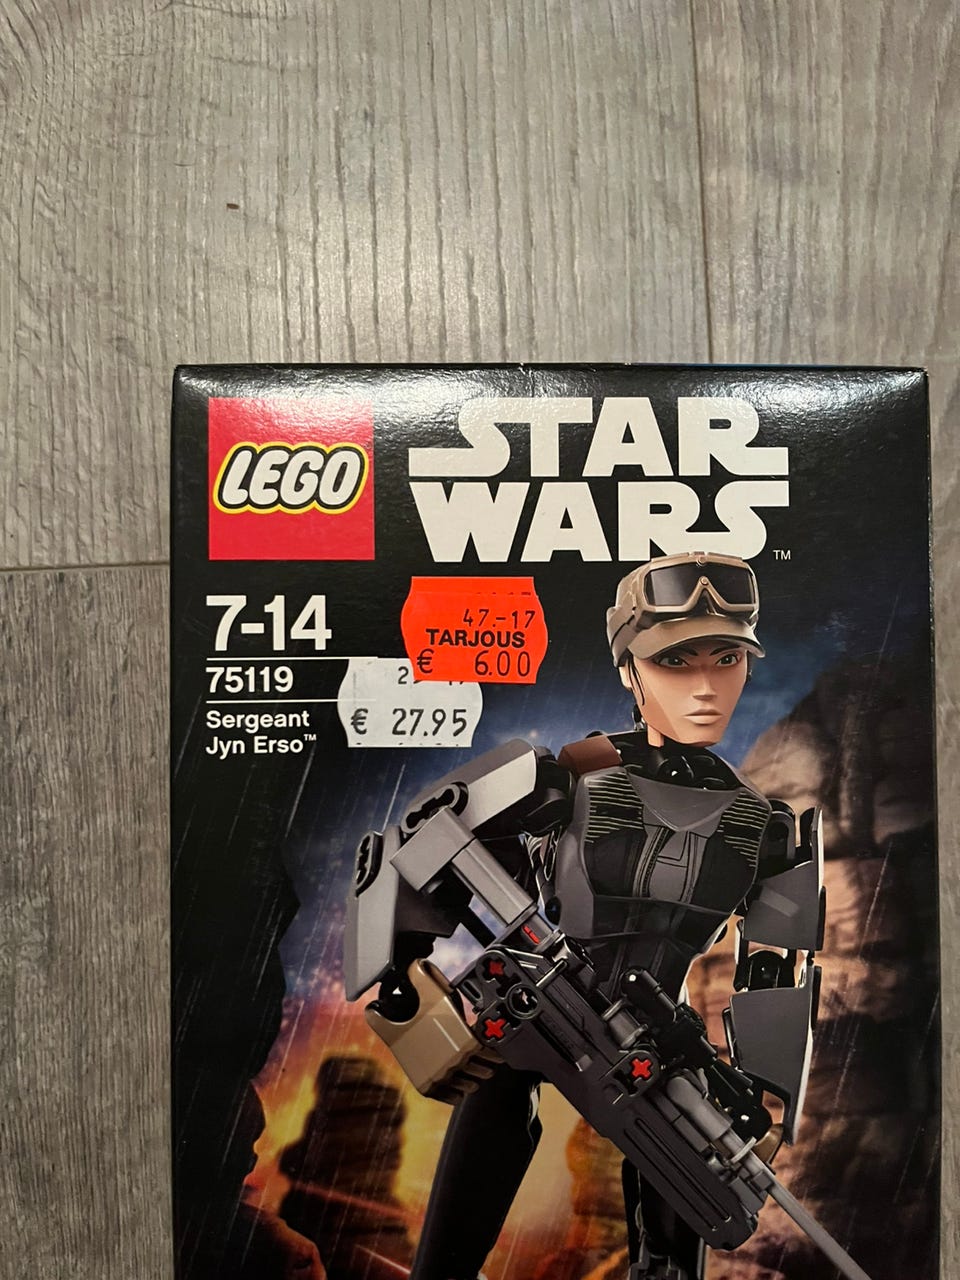 LEGO
STAR
WARS
™
7-14
75119
Sergeant
Jyn Erso™
47.-17
TARJOUS
€ 6.00
€ 27.95